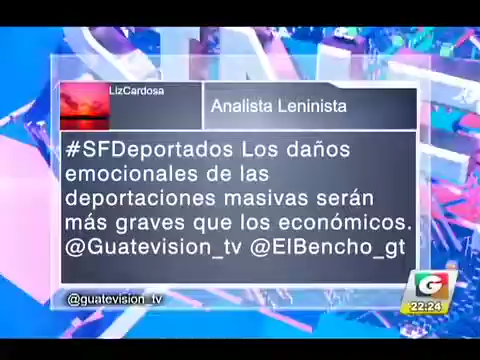 LizCardosa
Analista Leninista
#SFDeportados Los daños
emocionales de las
deportaciones masivas serán
más graves que los económicos.
@Guatevision_tv @ElBencho_gt
@guatevision_tv
G
22:24